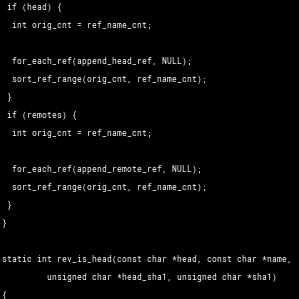 if (head) {
int orig_cnt = ref_name_cnt;
for_each_ref(append_head_ref, NULL);
sort_ref_range(orig_cnt, ref_name_cnt);
}
if (remotes) {
int orig_cnt = ref_name_cnt;
for_each_ref(append_remote_ref, NULL);
sort_ref_range(orig_cnt, ref_name_cnt);
}
}
static int rev_is_head(const char *head, const char *name,
unsigned char *head_sha1, unsigned char *sha1)
{